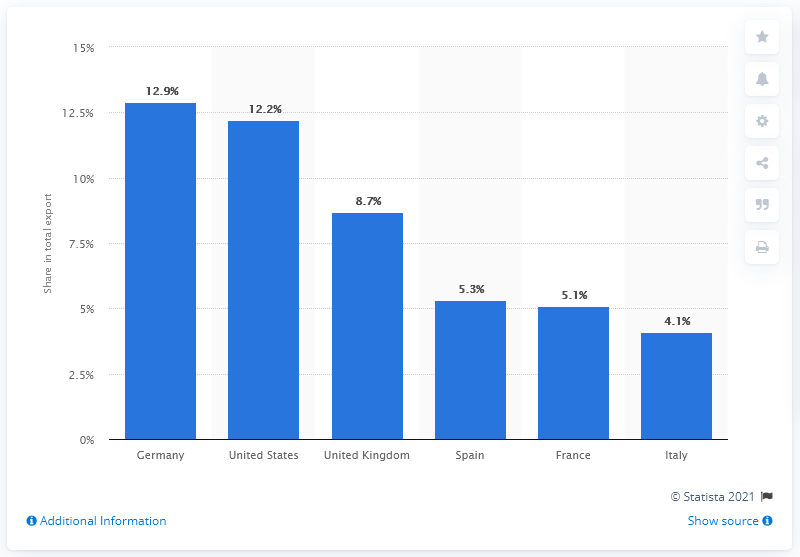 15%
12.5%
10%
7.5%
5%
2.5%
0%
Share in total export
12.9%
12.2%
8.7%
5.3%
5.1%
4.1%
Germany
United States
United Kingdom
Spain
France
Italy
© Statista 2021
Additional Information
Show source